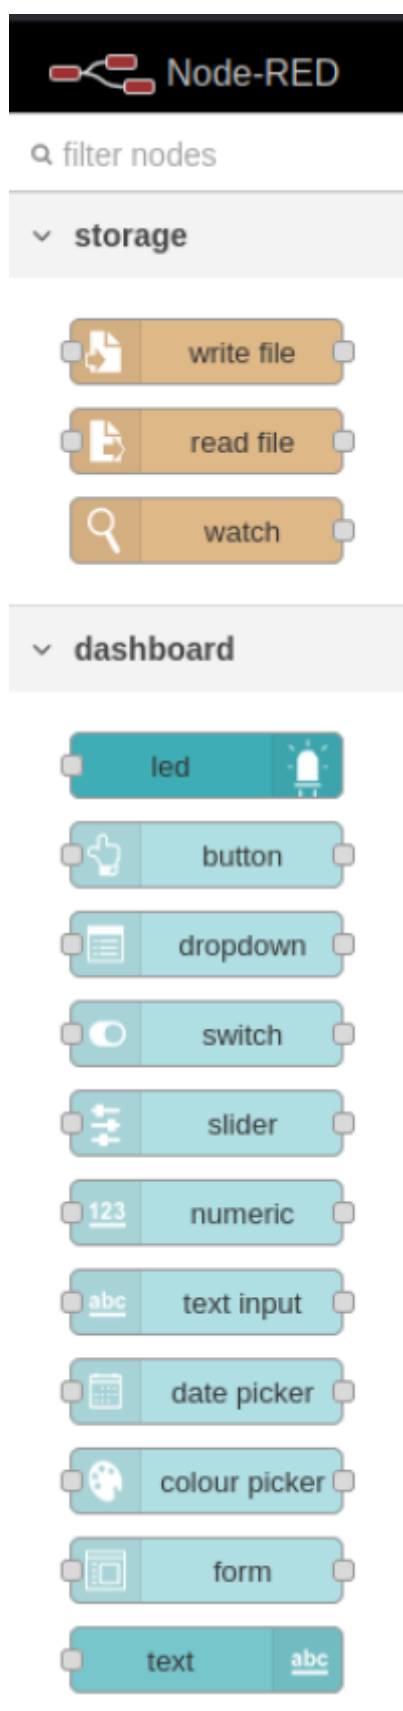 Node-RED
filter nodes
storage
write file
read file
watch
dashboard
led
button
dropdown
switch
slider
123 numeric
abc text input
date picker
colour picker
form
text abc